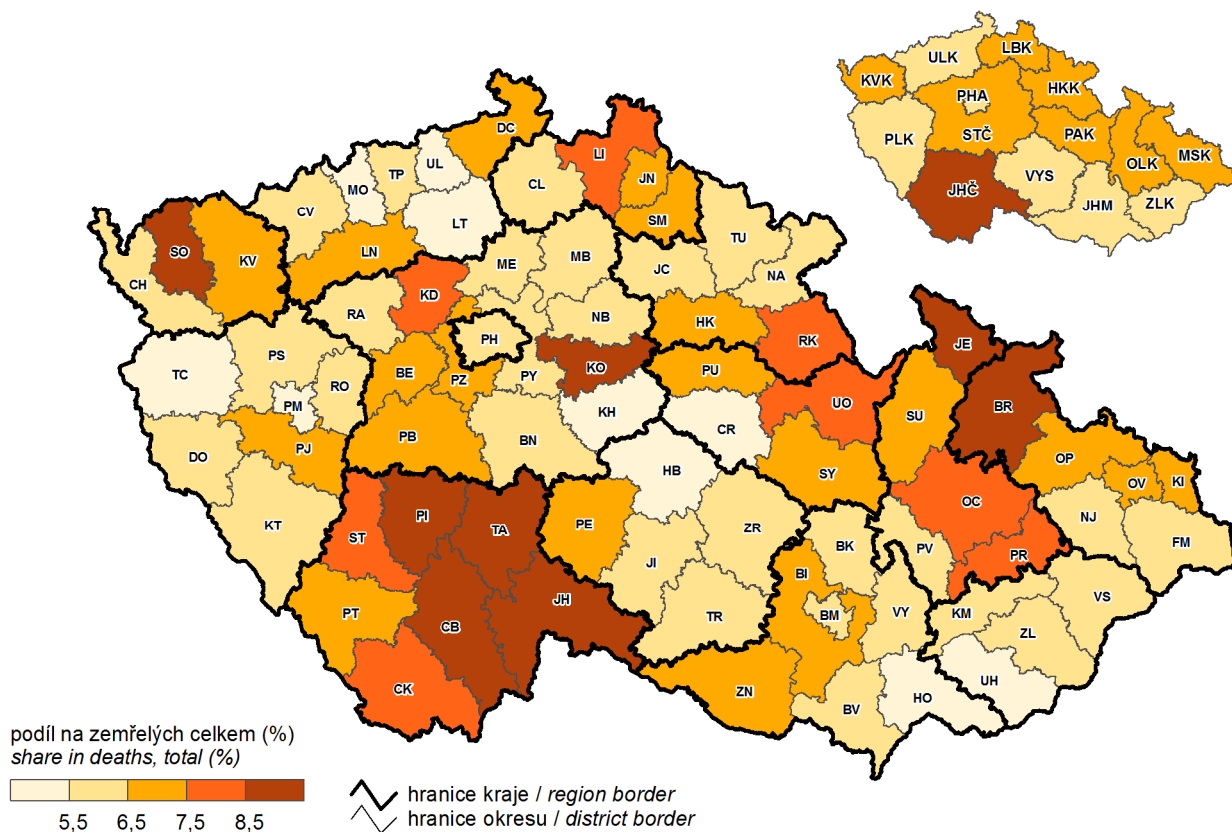 ULK
LBK
KVK
HKK
PHA
STČ
PAK
PLK
OLK
MSK
JHČ
VYS
JHM
ZLK
DC
UL
LI
TP
MO
CL
JN
CV
LT
SM
SO
KV
LN
TU
CH
ME
MB
JC
NA
KD
RA
NB
HK
PH
RK
JE
PS
KO
TC
BE
PZ
PY
PU
RO
PM
KH
UO
BR
SU
CR
PB
BN
PJ
DO
HB
SY
OP
OV
KI
OC
PI
TA
PE
KT
ST
ZR
NJ
FM
BK
PV
PR
JI
BI
JH
VS
CB
PT
TR
BM
VY
KM
ZL
UH
CK
ZN
BV
HO
podíl na zemřelých celkem (%)
share in deaths, total (%)
5,5 6,5 7,5 8,5
hranice kraje / region border
hranice okresu / district border